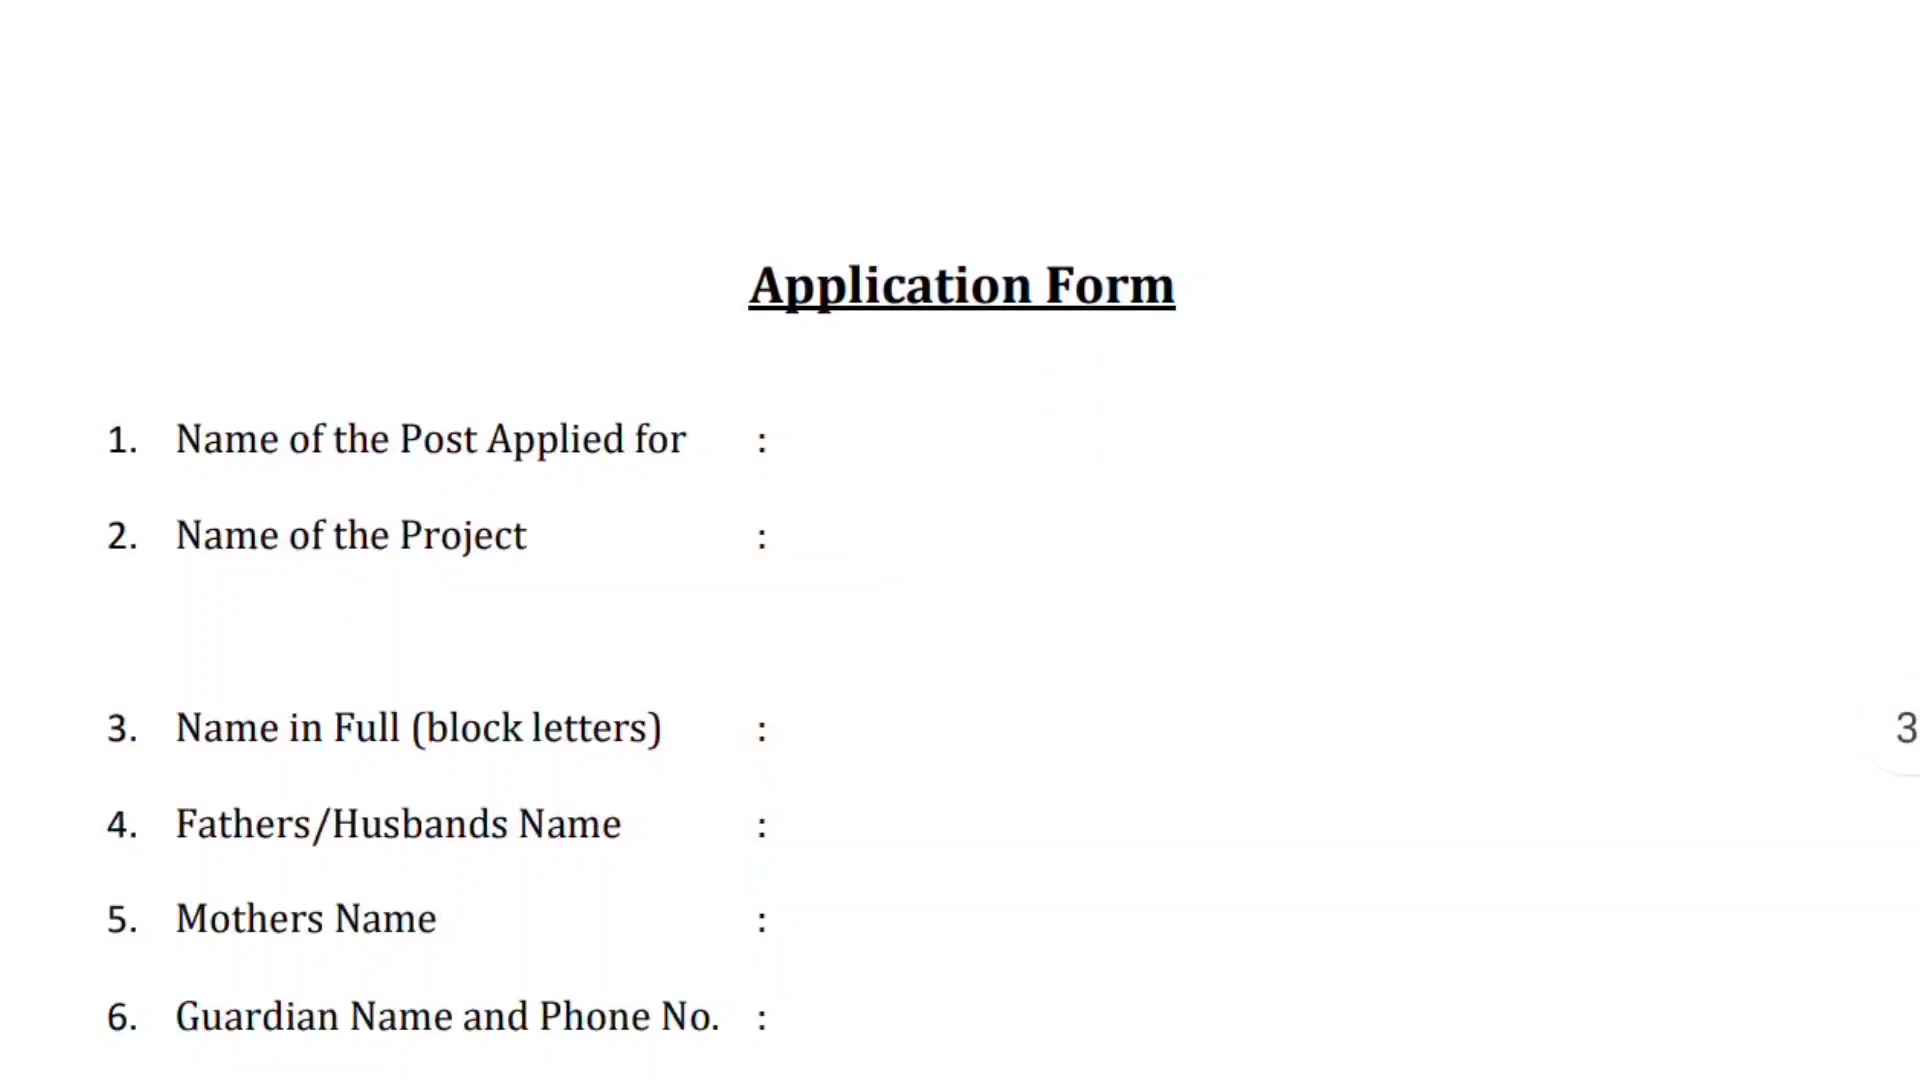 Application Form
1. Name of the Post Applied for :
2. Name of the Project :
3. Name in Full (block letters) :
3
4. Fathers/Husbands Name :
5. Mothers Name :
6. Guardian Name and Phone No. :